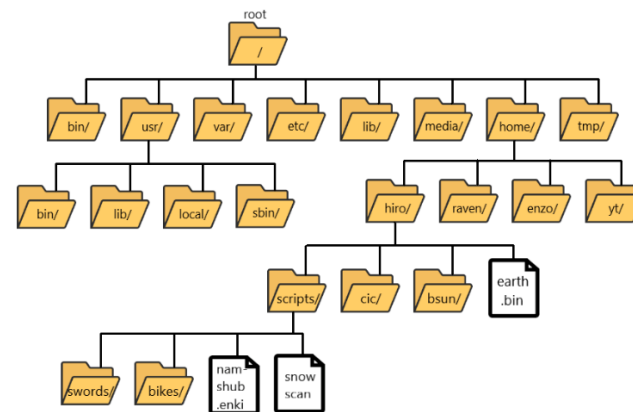 root
/
bin/ usr/ var/ etc/ lib/ media/ home/ tmp/
bin/ lib/ local/ sbin/ hiro/ raven/ enzo/ yt/
scripts/ cic/ bsun/ earth
.bin
swords/ bikes/ nam-
shub
.enki snow
scan